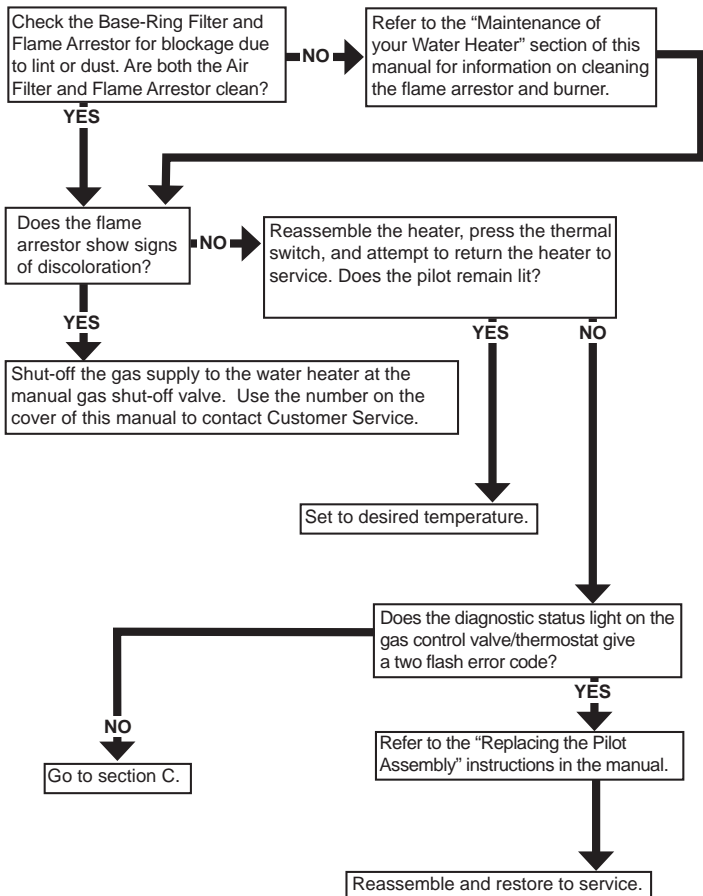 Check the Base-Ring Filter and
Flame Arrestor for blockage due
to lint or dust. Are both the Air
Filter and Flame Arrestor clean?
NO
Refer to the “Maintenance of
your Water Heater” section of this
manual for information on cleaning
the flame arrestor and burner.
YES
Does the flame
arrestor show signs
of discoloration?
NO
Reassemble the heater, press the thermal
switch, and attempt to return the heater to
service. Does the pilot remain lit?
YES
YES
NO
Shut-off the gas supply to the water heater at the
manual gas shut-off valve. Use the number on the
cover of this manual to contact Customer Service.
Set to desired temperature.
Does the diagnostic status light on the
gas control valve/thermostat give
a two flash error code?
YES
NO
Refer to the “Replacing the Pilot
Assembly” instructions in the manual.
Go to section C.
Reassemble and restore to service.